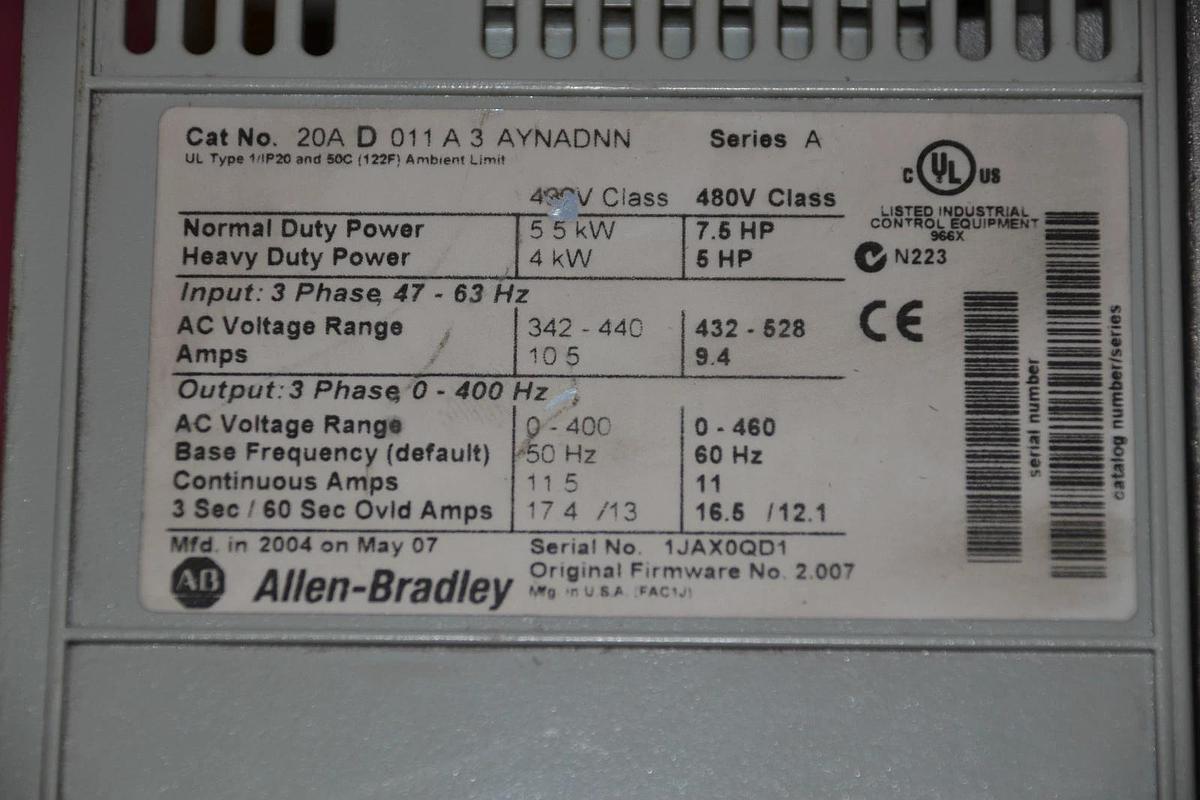 Cat No. 20A D 011 A 3 AYNADNN Series A
UL Type 1/IP20 and 50C (122F) Ambient Limit
Class 480V Class
Normal Duty Power 5 5 kW 7.5 HP
Heavy Duty Power 4 kW 5 HP
Input: 3 Phase, 47 - 63 Hz
AC Voltage Range 342 - 440 432 - 528
Amps 10 5 9.4
Output: 3 Phase, 0 - 400 Hz
AC Voltage Range 0 - 400 0 - 460
Base Frequency (default) 50 Hz 60 Hz
Continuous Amps 11 5 11
3 Sec / 60 Sec Ovld Amps 17 4 /13 16.5 /12.1
Mfd. in 2004 on May 07 Serial No. 1JAX0QD1
Original Firmware No. 2.007
AB Allen-Bradley Mfg in U.S.A. (FAC1J)
C UL US
LISTED INDUSTRIAL
CONTROL EQUIPMENT
966X
N223
CE
serial number
catalog number/series